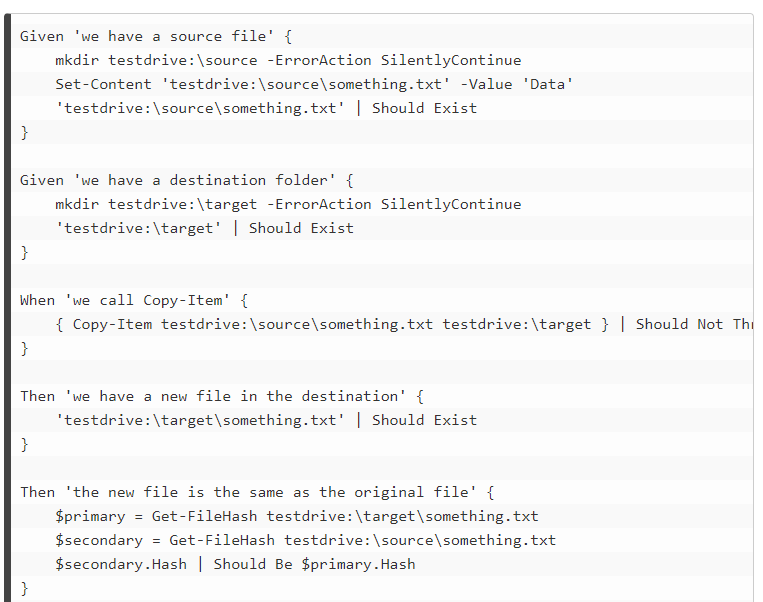 Given 'we have a source file' {
    mkdir testdrive:\source -ErrorAction SilentlyContinue
    Set-Content 'testdrive:\source\something.txt' -Value 'Data'
    'testdrive:\source\something.txt' | Should Exist
}
Given 'we have a destination folder' {
    mkdir testdrive:\target -ErrorAction SilentlyContinue
    'testdrive:\target' | Should Exist
}
When 'we call Copy-Item' {
    { Copy-Item testdrive:\source\something.txt testdrive:\target } | Should Not
}
Then 'we have a new file in the destination' {
    'testdrive:\target\something.txt' | Should Exist
}
Then 'the new file is the same as the original file' {
    $primary = Get-FileHash testdrive:\target\something.txt
    $secondary = Get-FileHash testdrive:\source\something.txt
    $secondary.Hash | Should Be $primary.Hash
}